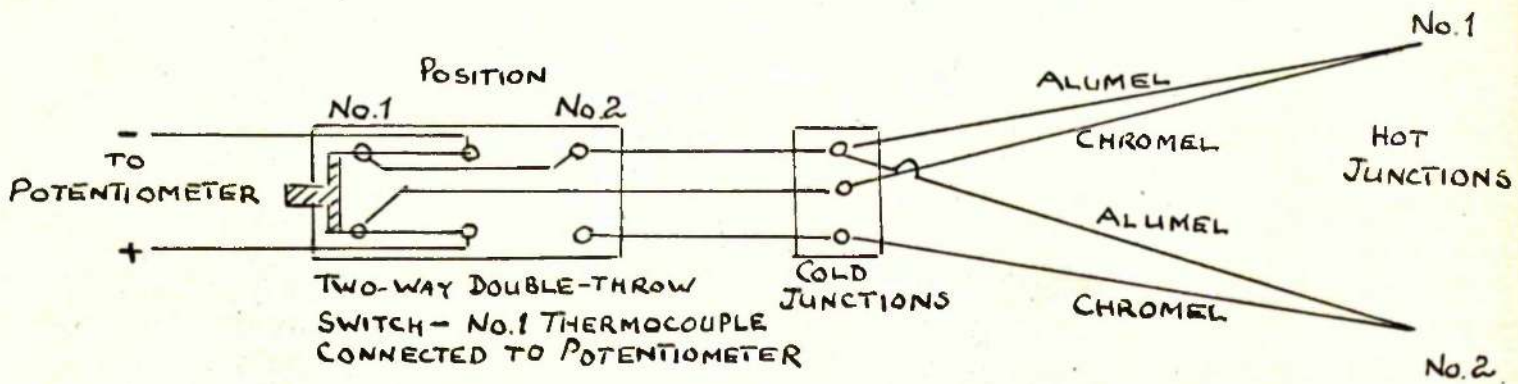 No.1
POSITION
ALUMEL
No.1
No.2
-
TO
POTENTIOMETER
+
CHROMEL
HOT
JUNCTIONS
ALUMEL
COLD
JUNCTIONS
CHROMEL
TWO-WAY DOUBLE-THROW
SWITCH- No.1 THERMOCOUPLE
CONNECTED TO POTENTIOMETER
No.2